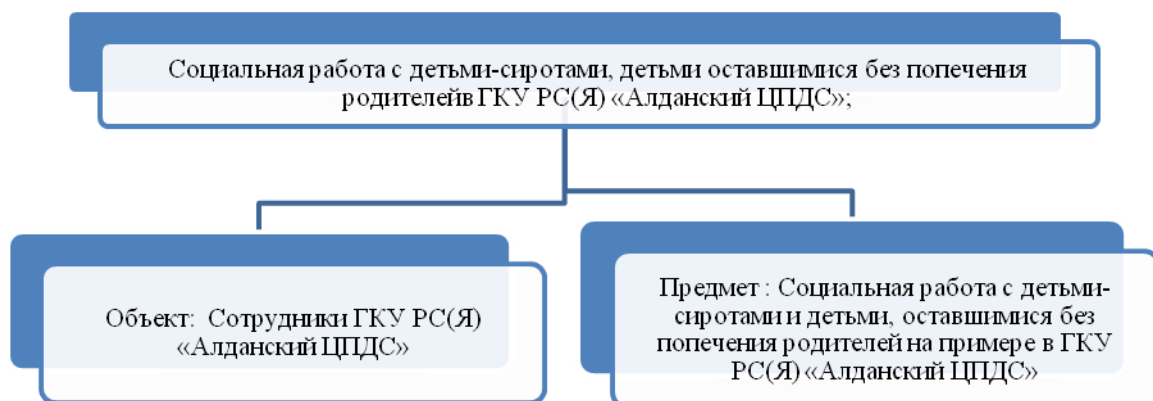 Социальная работа с детьми-сиротами, детьми оставшимися без попечения
родителейв ГКУ РС(Я) «Алданский ЦПДС»;
Объект: Сотрудники ГКУ РС(Я)
«Алданский ЦПДС»
Предмет : Социальная работа с детьми-
сиротами и детьми, оставшимися без
попечения родителей на примере в ГКУ
РС(Я) «Алданский ЦПДС»